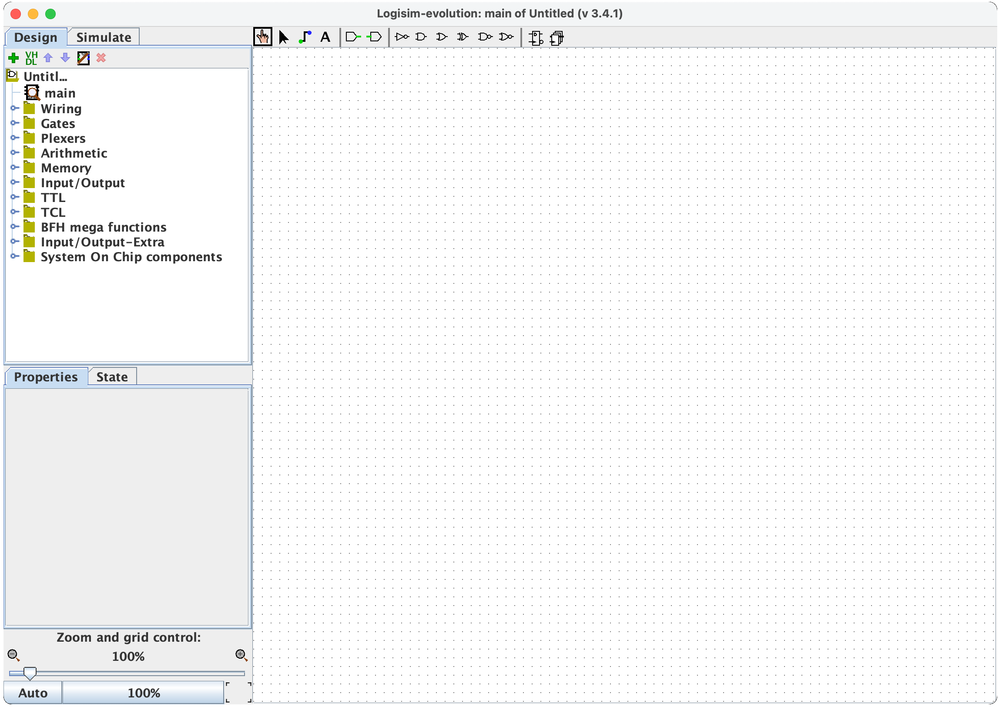 Logisim-evolution: main of Untitled (v 3.4.1)
Design
Simulate
A
VH
DL
Untitl...
main
Wiring
Gates
Plexers
Arithmetic
Memory
Input/Output
TTL
TCL
BFH mega functions
Input/Output-Extra
System On Chip components
Properties
State
Zoom and grid control:
100%
Auto
100%